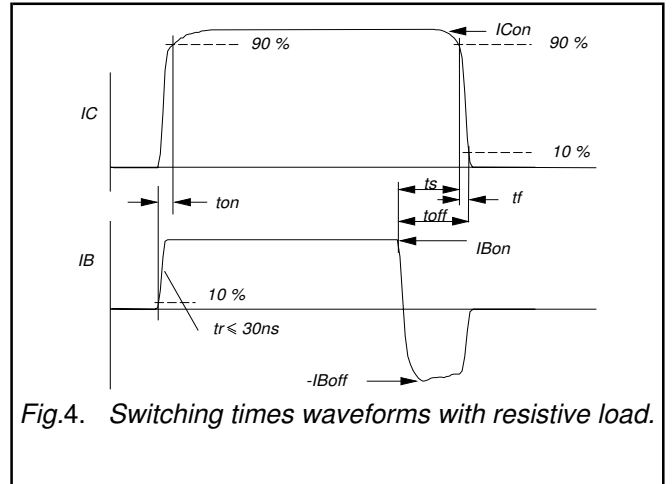 ICon
90 %
90 %
IC
10 %
ts
ton
tf
toff
IBon
IB
10 %
tr ⩽ 30ns
-IBoff
Fig.4. Switching times waveforms with resistive load.